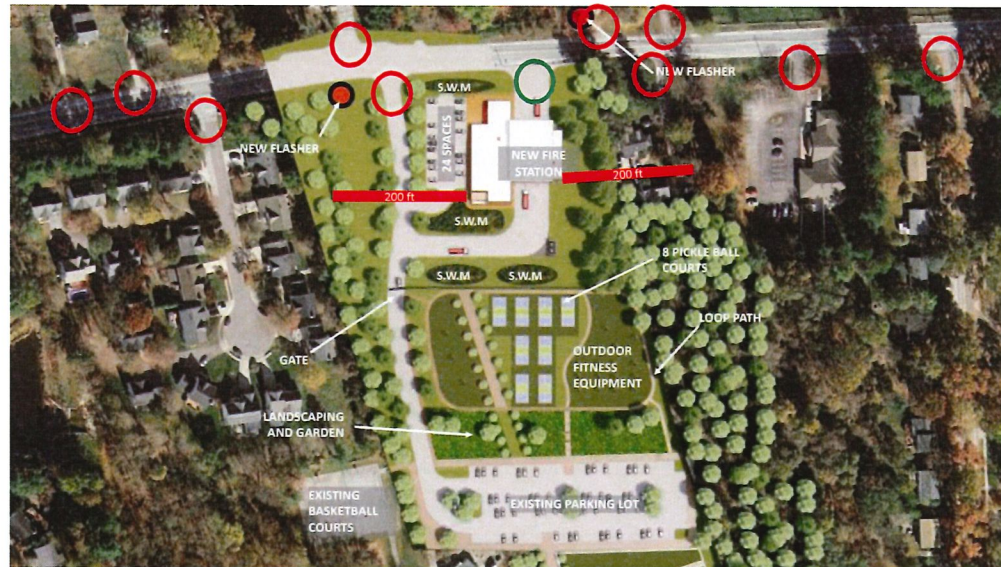 S.W.M
NEW FLASHER
24 SPACES
NEW FLASHER
NEW FIRE
STATION
200 ft
200 ft
S.W.M
S.W.M
S.W.M
8 PICKLE BALL
COURTS
LOOP PATH
GATE
OUTDOOR
FITNESS
EQUIPMENT
LANDSCAPING
AND GARDEN
EXISTING
BASKETBALL
COURTS
EXISTING PARKING LOT